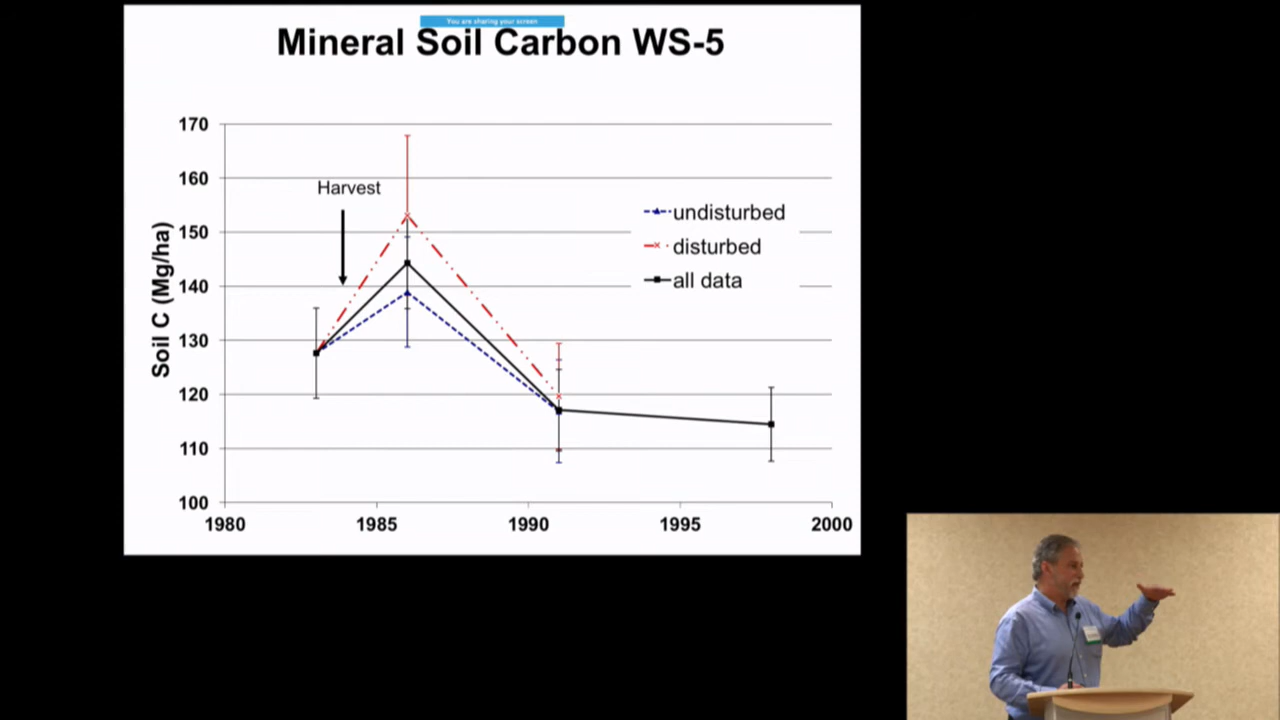 You are sharing your screen
Mineral Soil Carbon WS-5
170
160
150
140
130
120
110
100
Soil C (Mg/ha)
Harvest
undisturbed
disturbed
all data
1980 1985 1990 1995 2000